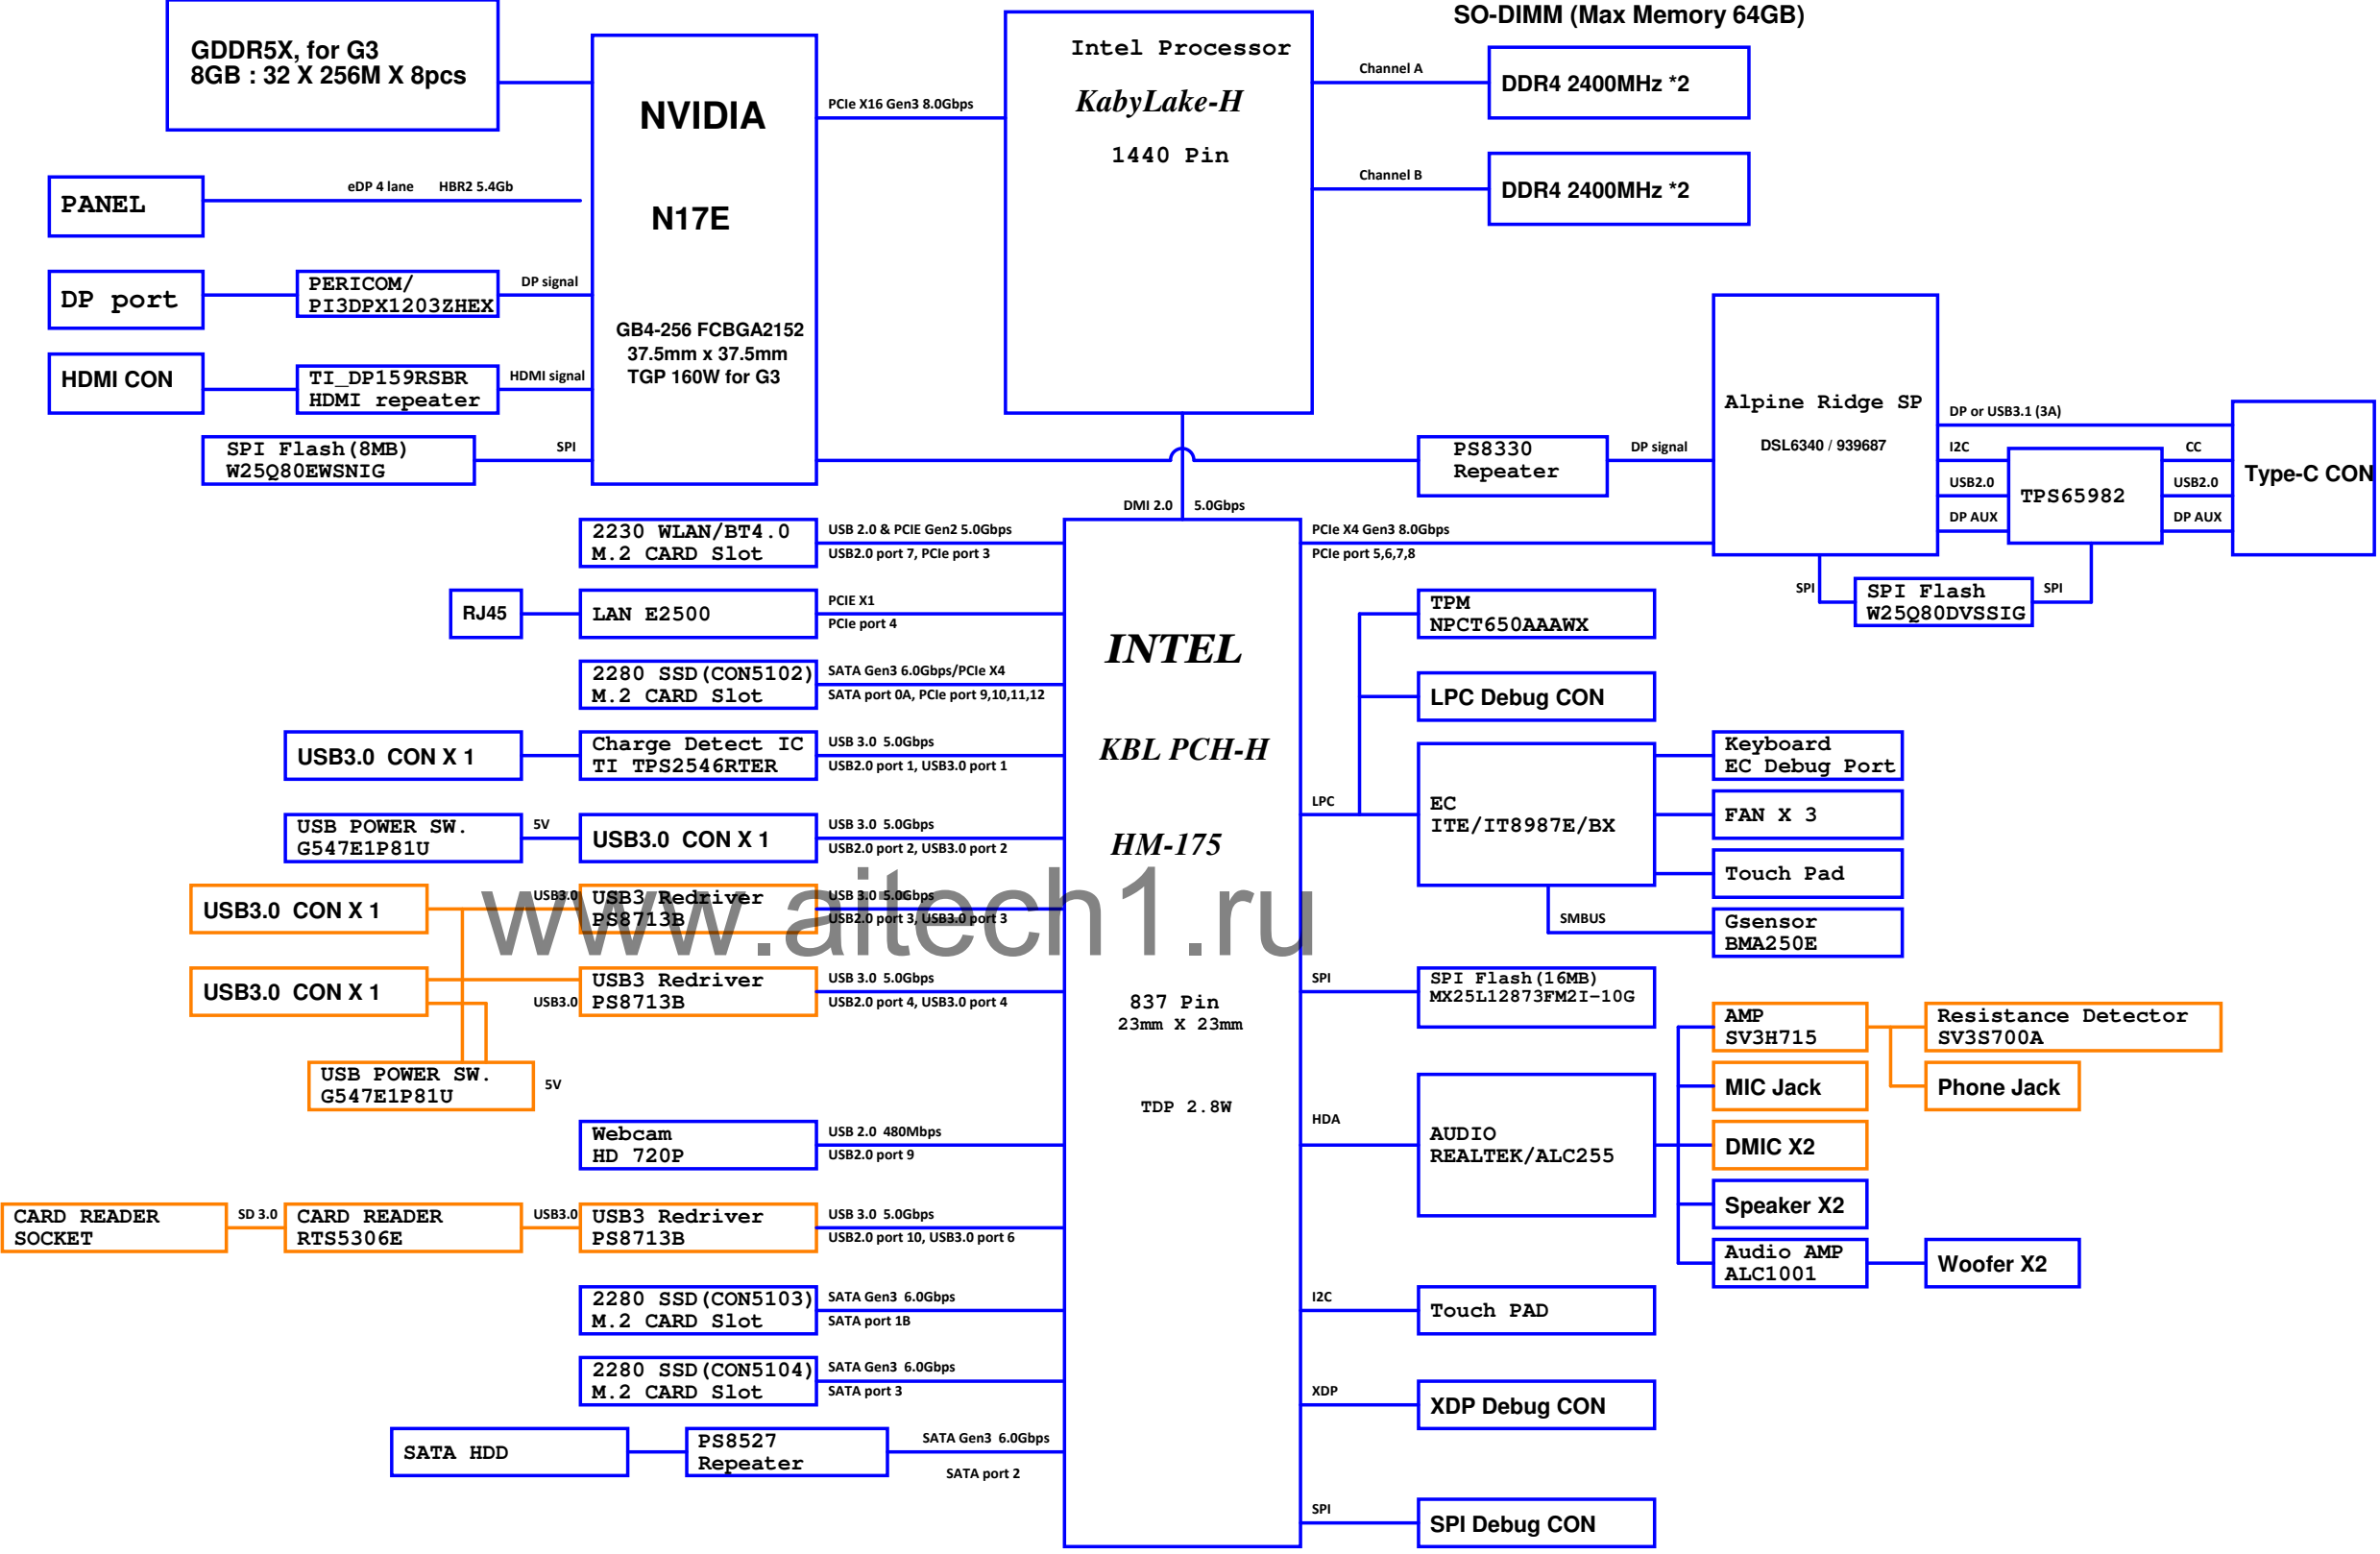 SO-DIMM (Max Memory 64GB)
GDDR5X, for G3
8GB : 32 X 256M X 8pcs
NVIDIA
N17E
GB4-256 FCBGA2152
37.5mm x 37.5mm
TGP 160W for G3
PCIe X16 Gen3 8.0Gbps
Intel Processor
KabyLake-H
1440 Pin
Channel A
DDR4 2400MHz *2
Channel B
DDR4 2400MHz *2
PANEL
eDP 4 lane HBR2 5.4Gb
DP port
PERICOM/
PI3DPX1203ZHEX
DP signal
HDMI CON
TI_DP159RSBR
HDMI repeater
HDMI signal
SPI Flash(8MB)
W25Q80EWSNIG
SPI
PS8330
Repeater
DP signal
Alpine Ridge SP
DSL6340 / 939687
DP or USB3.1 (3A)
I2C
USB2.0
DP AUX
TPS65982
CC
USB2.0
DP AUX
Type-C CON
SPI
SPI Flash
W25Q80DVSSIG
SPI
DMI 2.0 5.0Gbps
2230 WLAN/BT4.0
M.2 CARD Slot
USB 2.0 & PCIE Gen2 5.0Gbps
USB2.0 port 7, PCIe port 3
PCIe X4 Gen3 8.0Gbps
PCIe port 5,6,7,8
RJ45
LAN E2500
PCIE X1
PCIe port 4
2280 SSD(CON5102)
M.2 CARD Slot
SATA Gen3 6.0Gbps/PCIe X4
SATA port 0A, PCIe port 9,10,11,12
USB3.0 CON X 1
Charge Detect IC
TI TPS2546RTER
USB 3.0 5.0Gbps
USB2.0 port 1, USB3.0 port 1
USB POWER SW.
G547E1P81U
5V
USB3.0 CON X 1
USB 3.0 5.0Gbps
USB2.0 port 2, USB3.0 port 2
USB3.0 CON X 1
USB3.0
USB3 Redriver
PS8713B
USB 3.0 5.0Gbps
USB2.0 port 3, USB3.0 port 3
www.aitech1.ru
USB3.0 CON X 1
USB3.0
USB3 Redriver
PS8713B
USB 3.0 5.0Gbps
USB2.0 port 4, USB3.0 port 4
USB POWER SW.
G547E1P81U
5V
Webcam
HD 720P
USB 2.0 480Mbps
USB2.0 port 9
CARD READER
SOCKET
SD 3.0
CARD READER
RTS5306E
USB3.0
USB3 Redriver
PS8713B
USB 3.0 5.0Gbps
USB2.0 port 10, USB3.0 port 6
2280 SSD(CON5103)
M.2 CARD Slot
SATA Gen3 6.0Gbps
SATA port 1B
2280 SSD(CON5104)
M.2 CARD Slot
SATA Gen3 6.0Gbps
SATA port 3
SATA HDD
PS8527
Repeater
SATA Gen3 6.0Gbps
SATA port 2
INTEL
KBL PCH-H
HM-175
837 Pin
23mm X 23mm
TDP 2.8W
TPM
NPCT650AAAWX
LPC Debug CON
LPC
EC
ITE/IT8987E/BX
Keyboard
EC Debug Port
FAN X 3
Touch Pad
SMBUS
Gsensor
BMA250E
SPI
SPI Flash(16MB)
MX25L12873FM2I-10G
HDA
AUDIO
REALTEK/ALC255
AMP
SV3H715
Resistance Detector
SV3S700A
MIC Jack
Phone Jack
DMIC X2
Speaker X2
Audio AMP
ALC1001
Woofer X2
I2C
Touch PAD
XDP
XDP Debug CON
SPI
SPI Debug CON